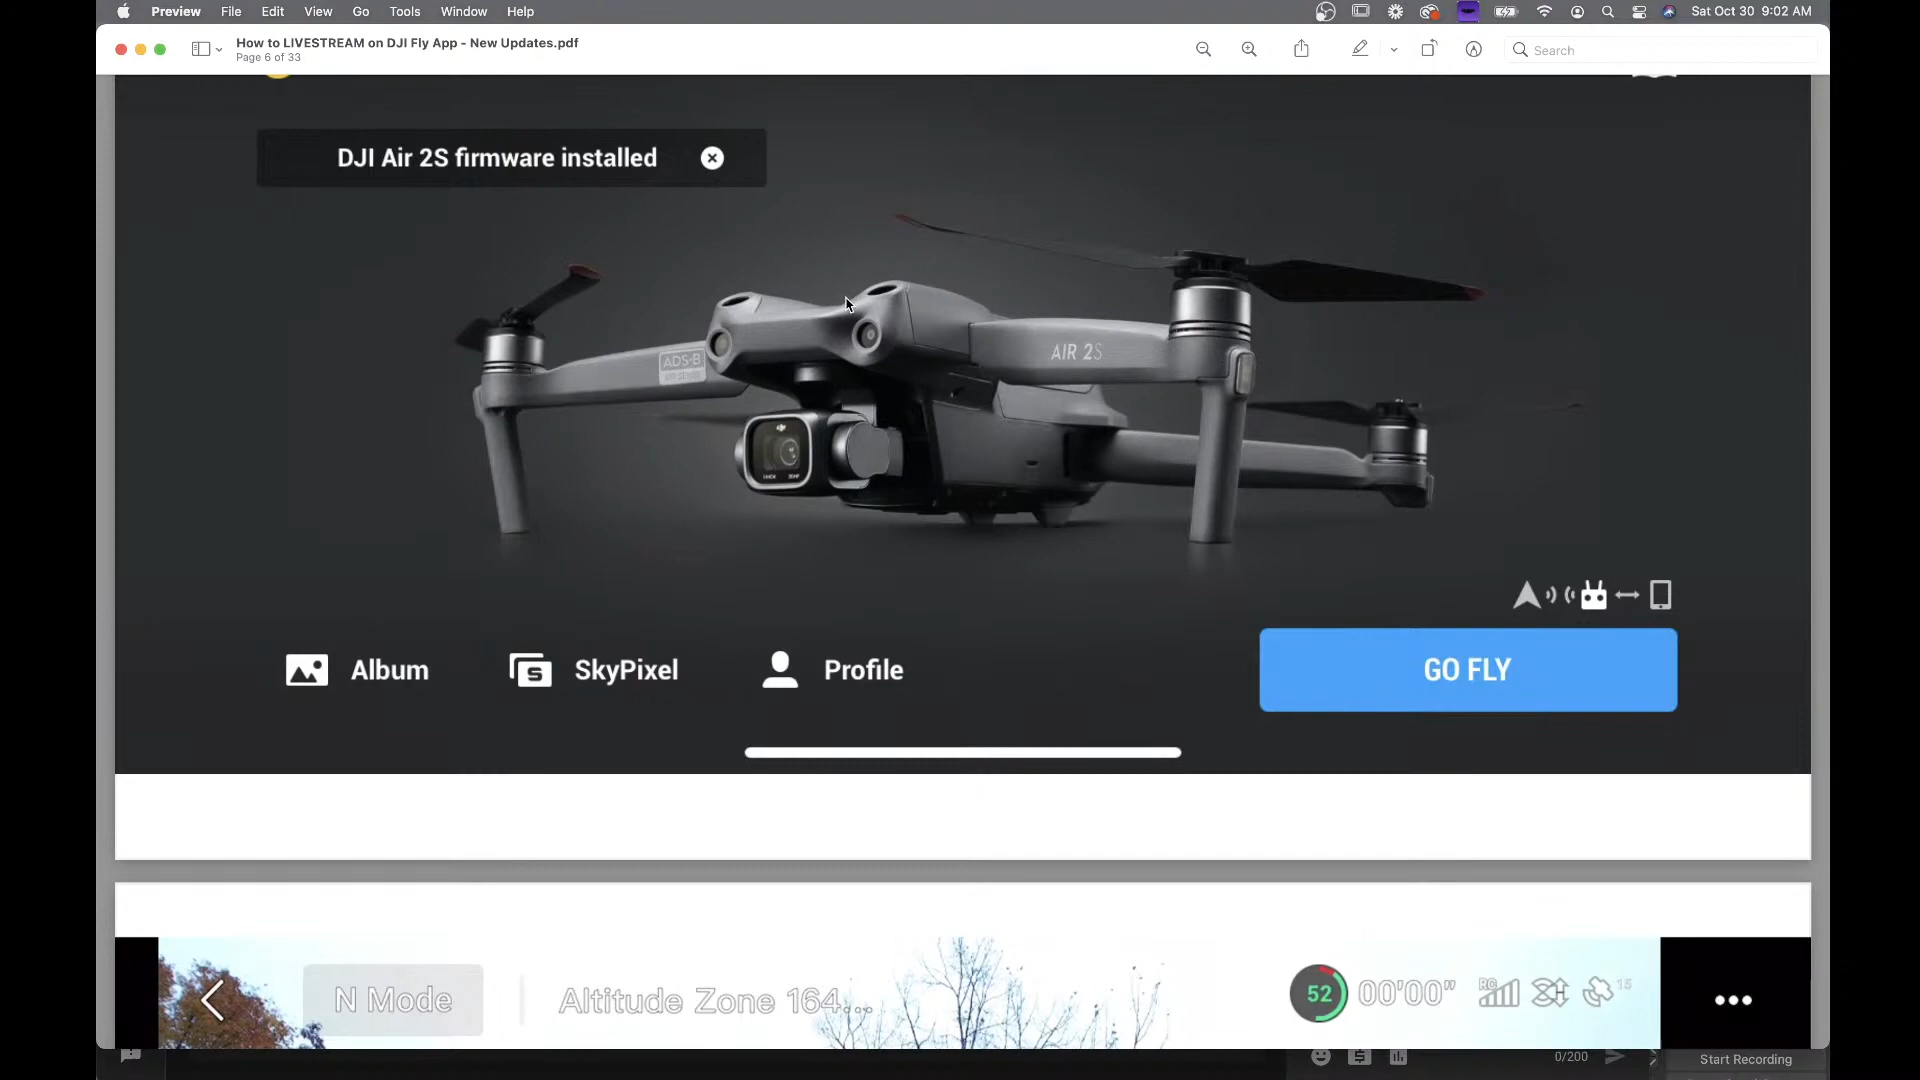 Preview File Edit View Go Tools Window Help
Sat Oct 30 9:02 AM
How to LIVESTREAM on DJI Fly App - New Updates.pdf
Page 6 of 33
Search
DJI Air 2S firmware installed
ADS-B
AIR 2S
Album
SkyPixel
Profile
GO FLY
N Mode
Altitude Zone 164...
52
00'00"
RC
15
0/200
Start Recording